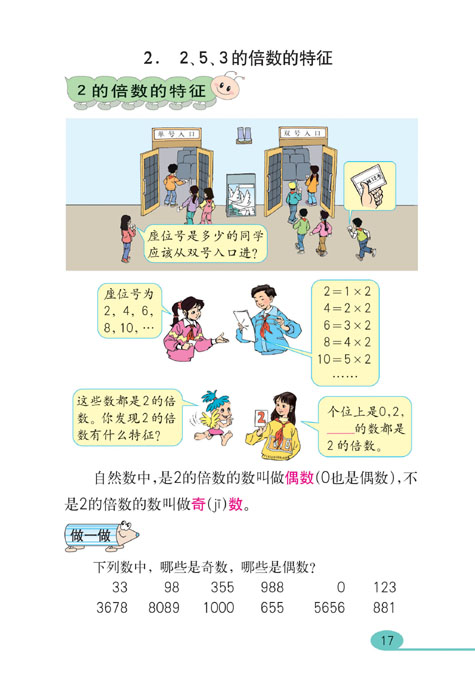 2. 2、5、3的倍数的特征
2的倍数的特征
单号入口
双号入口
座位号是多少的同学
应该从双号入口进?
座位号为
2, 4, 6,
8, 10, …
2=1×2
4=2×2
6=3×2
8=4×2
10=5×2
……
这些数都是2的倍
数。你发现2的倍
数有什么特征?
2
个位上是0,2,
____的数都是
2的倍数。
自然数中,是2的倍数的数叫做偶数(0也是偶数),不
是2的倍数的数叫做奇(jī)数。
做一做
下列数中,哪些是奇数,哪些是偶数?
33 98 355 988 0 123
3678 8089 1000 655 5656 881
17